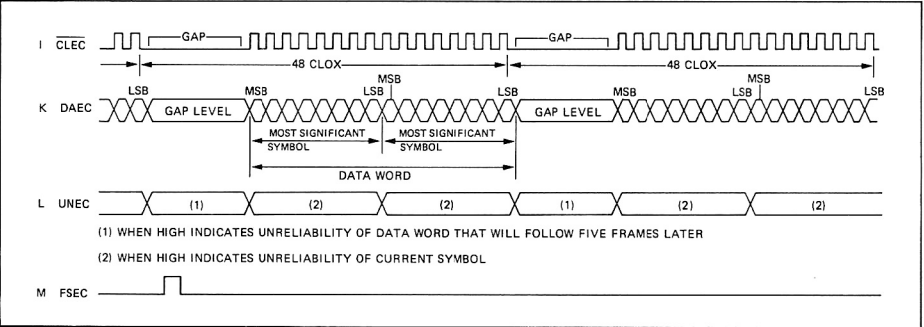 I CLEC GAP GAP
48 CLOX 48 CLOX
LSB MSB LSB MSB LSB MSB LSB MSB LSB
K DAEC GAP LEVEL GAP LEVEL
MOST SIGNIFICANT SYMBOL MOST SIGNIFICANT SYMBOL
DATA WORD
L UNEC (1) (2) (2) (1) (2) (2)
(1) WHEN HIGH INDICATES UNRELIABILITY OF DATA WORD THAT WILL FOLLOW FIVE FRAMES LATER
(2) WHEN HIGH INDICATES UNRELIABILITY OF CURRENT SYMBOL
M FSEC